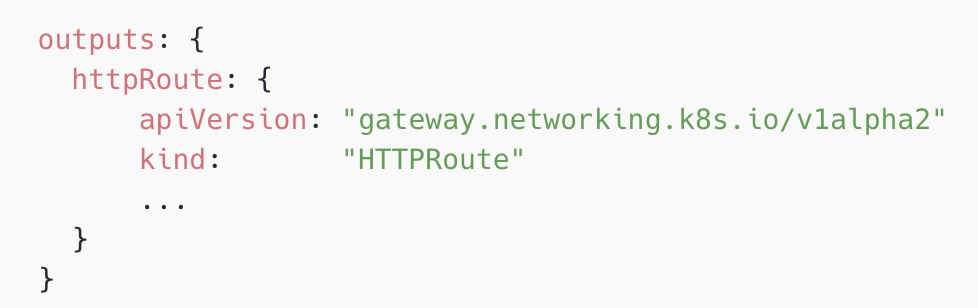 outputs: {
  httpRoute: {
      apiVersion: "gateway.networking.k8s.io/v1alpha2"
      kind:       "HTTPRoute"
      ...
  }
}